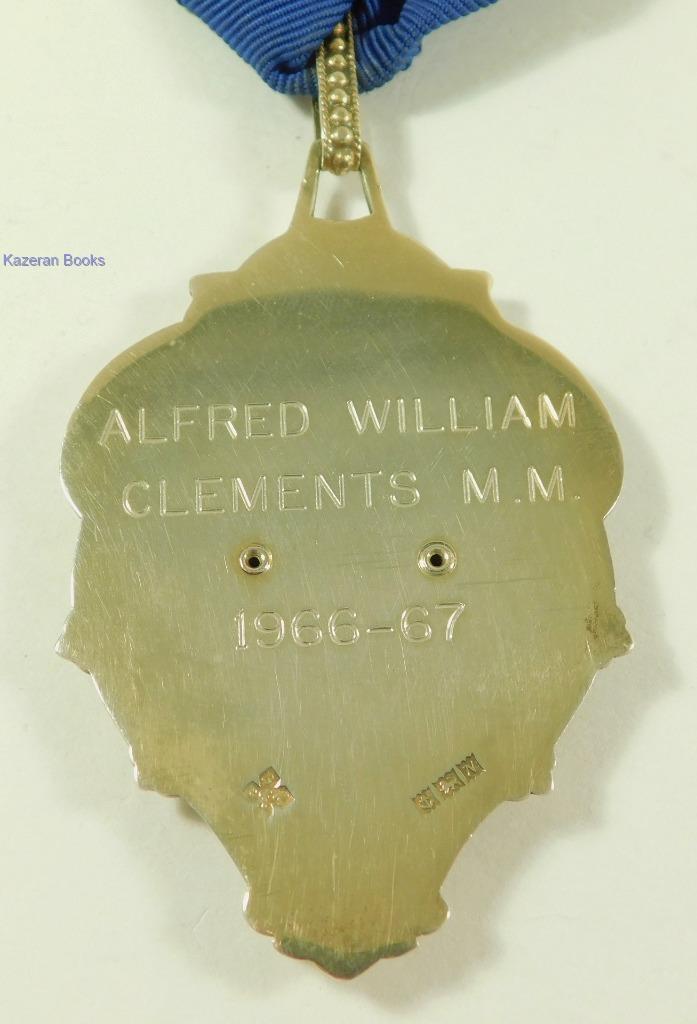 Kazeran Books
ALFRED WILLIAM
CLEMENTS M.M.
1966-67